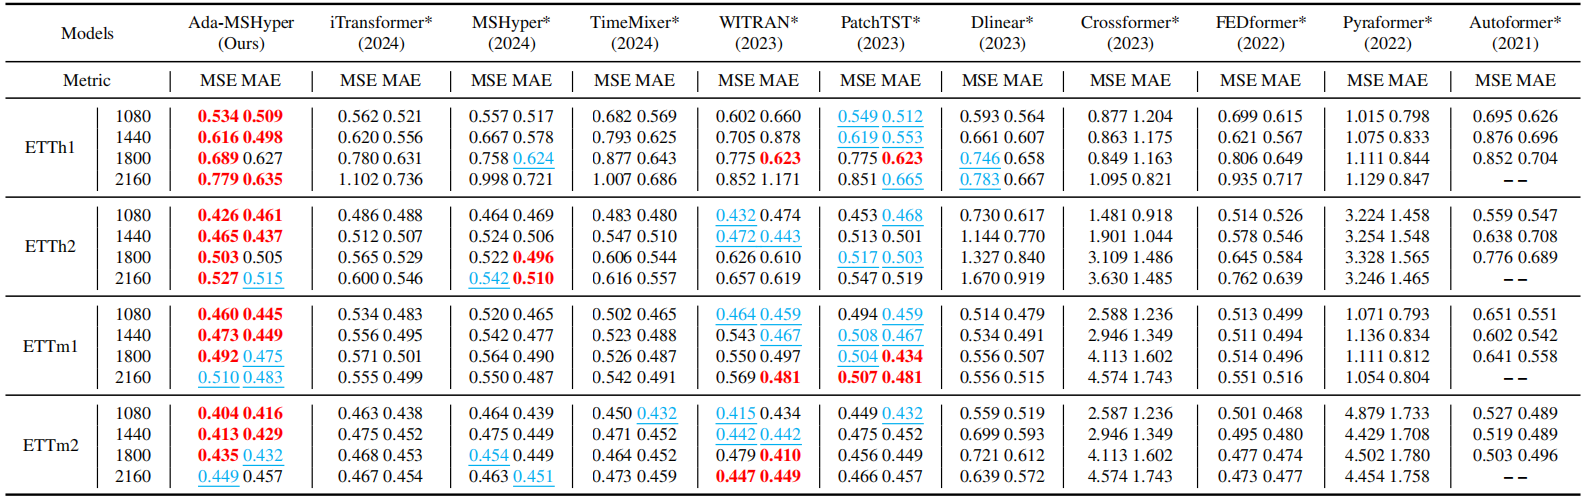 Models Ada-MSHyper iTransformer* MSHyper* TimeMixer* WITRAN* PatchTST* Dlinear* Crossformer* FEDformer* Pyraformer* Autoformer*
(Ours) (2024) (2024) (2024) (2023) (2023) (2023) (2023) (2022) (2022) (2021)
Metric MSE MAE MSE MAE MSE MAE MSE MAE MSE MAE MSE MAE MSE MAE MSE MAE MSE MAE MSE MAE MSE MAE
ETTh1
1080 0.534 0.509 0.562 0.521 0.557 0.517 0.682 0.569 0.602 0.660 0.549 0.512 0.593 0.564 0.877 1.204 0.699 0.615 1.015 0.798 0.695 0.626
1440 0.616 0.498 0.620 0.556 0.667 0.578 0.793 0.625 0.705 0.878 0.619 0.553 0.661 0.607 0.863 1.175 0.621 0.567 1.075 0.833 0.876 0.696
1800 0.689 0.627 0.780 0.631 0.758 0.624 0.877 0.643 0.775 0.623 0.775 0.623 0.746 0.658 0.849 1.163 0.806 0.649 1.111 0.844 0.852 0.704
2160 0.779 0.635 1.102 0.736 0.998 0.721 1.007 0.686 0.852 1.171 0.851 0.665 0.783 0.667 1.095 0.821 0.935 0.717 1.129 0.847 – –
ETTh2
1080 0.426 0.461 0.486 0.488 0.464 0.469 0.483 0.480 0.432 0.474 0.453 0.468 0.730 0.617 1.481 0.918 0.514 0.526 3.224 1.458 0.559 0.547
1440 0.465 0.437 0.512 0.507 0.524 0.506 0.547 0.510 0.472 0.443 0.513 0.501 1.144 0.770 1.901 1.044 0.578 0.546 3.254 1.548 0.638 0.708
1800 0.503 0.505 0.565 0.529 0.522 0.496 0.606 0.544 0.626 0.610 0.517 0.503 1.327 0.840 3.109 1.486 0.645 0.584 3.328 1.565 0.776 0.689
2160 0.527 0.515 0.600 0.546 0.542 0.510 0.616 0.557 0.657 0.619 0.547 0.519 1.670 0.919 3.630 1.485 0.762 0.639 3.246 1.465 – –
ETTm1
1080 0.460 0.445 0.534 0.483 0.520 0.465 0.502 0.465 0.464 0.459 0.494 0.459 0.514 0.479 2.588 1.236 0.513 0.499 1.071 0.793 0.651 0.551
1440 0.473 0.449 0.556 0.495 0.542 0.477 0.523 0.488 0.543 0.467 0.508 0.467 0.534 0.491 2.946 1.349 0.511 0.494 1.136 0.834 0.602 0.542
1800 0.492 0.475 0.571 0.501 0.564 0.490 0.526 0.487 0.550 0.497 0.504 0.434 0.556 0.507 4.113 1.602 0.514 0.496 1.111 0.812 0.641 0.558
2160 0.510 0.483 0.555 0.499 0.550 0.487 0.542 0.491 0.569 0.481 0.507 0.481 0.556 0.515 4.574 1.743 0.551 0.516 1.054 0.804 – –
ETTm2
1080 0.404 0.416 0.463 0.438 0.464 0.439 0.450 0.432 0.415 0.434 0.449 0.432 0.559 0.519 2.587 1.236 0.501 0.468 4.879 1.733 0.527 0.489
1440 0.413 0.429 0.475 0.452 0.475 0.449 0.471 0.452 0.442 0.442 0.475 0.452 0.699 0.593 2.946 1.349 0.495 0.480 4.429 1.708 0.519 0.489
1800 0.435 0.432 0.468 0.453 0.454 0.449 0.464 0.452 0.479 0.410 0.456 0.449 0.721 0.612 4.113 1.602 0.477 0.474 4.502 1.780 0.503 0.496
2160 0.449 0.457 0.467 0.454 0.463 0.451 0.473 0.459 0.447 0.449 0.466 0.457 0.639 0.572 4.574 1.743 0.473 0.477 4.454 1.758 – –